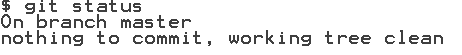 $ git status
On branch master
nothing to commit, working tree clean